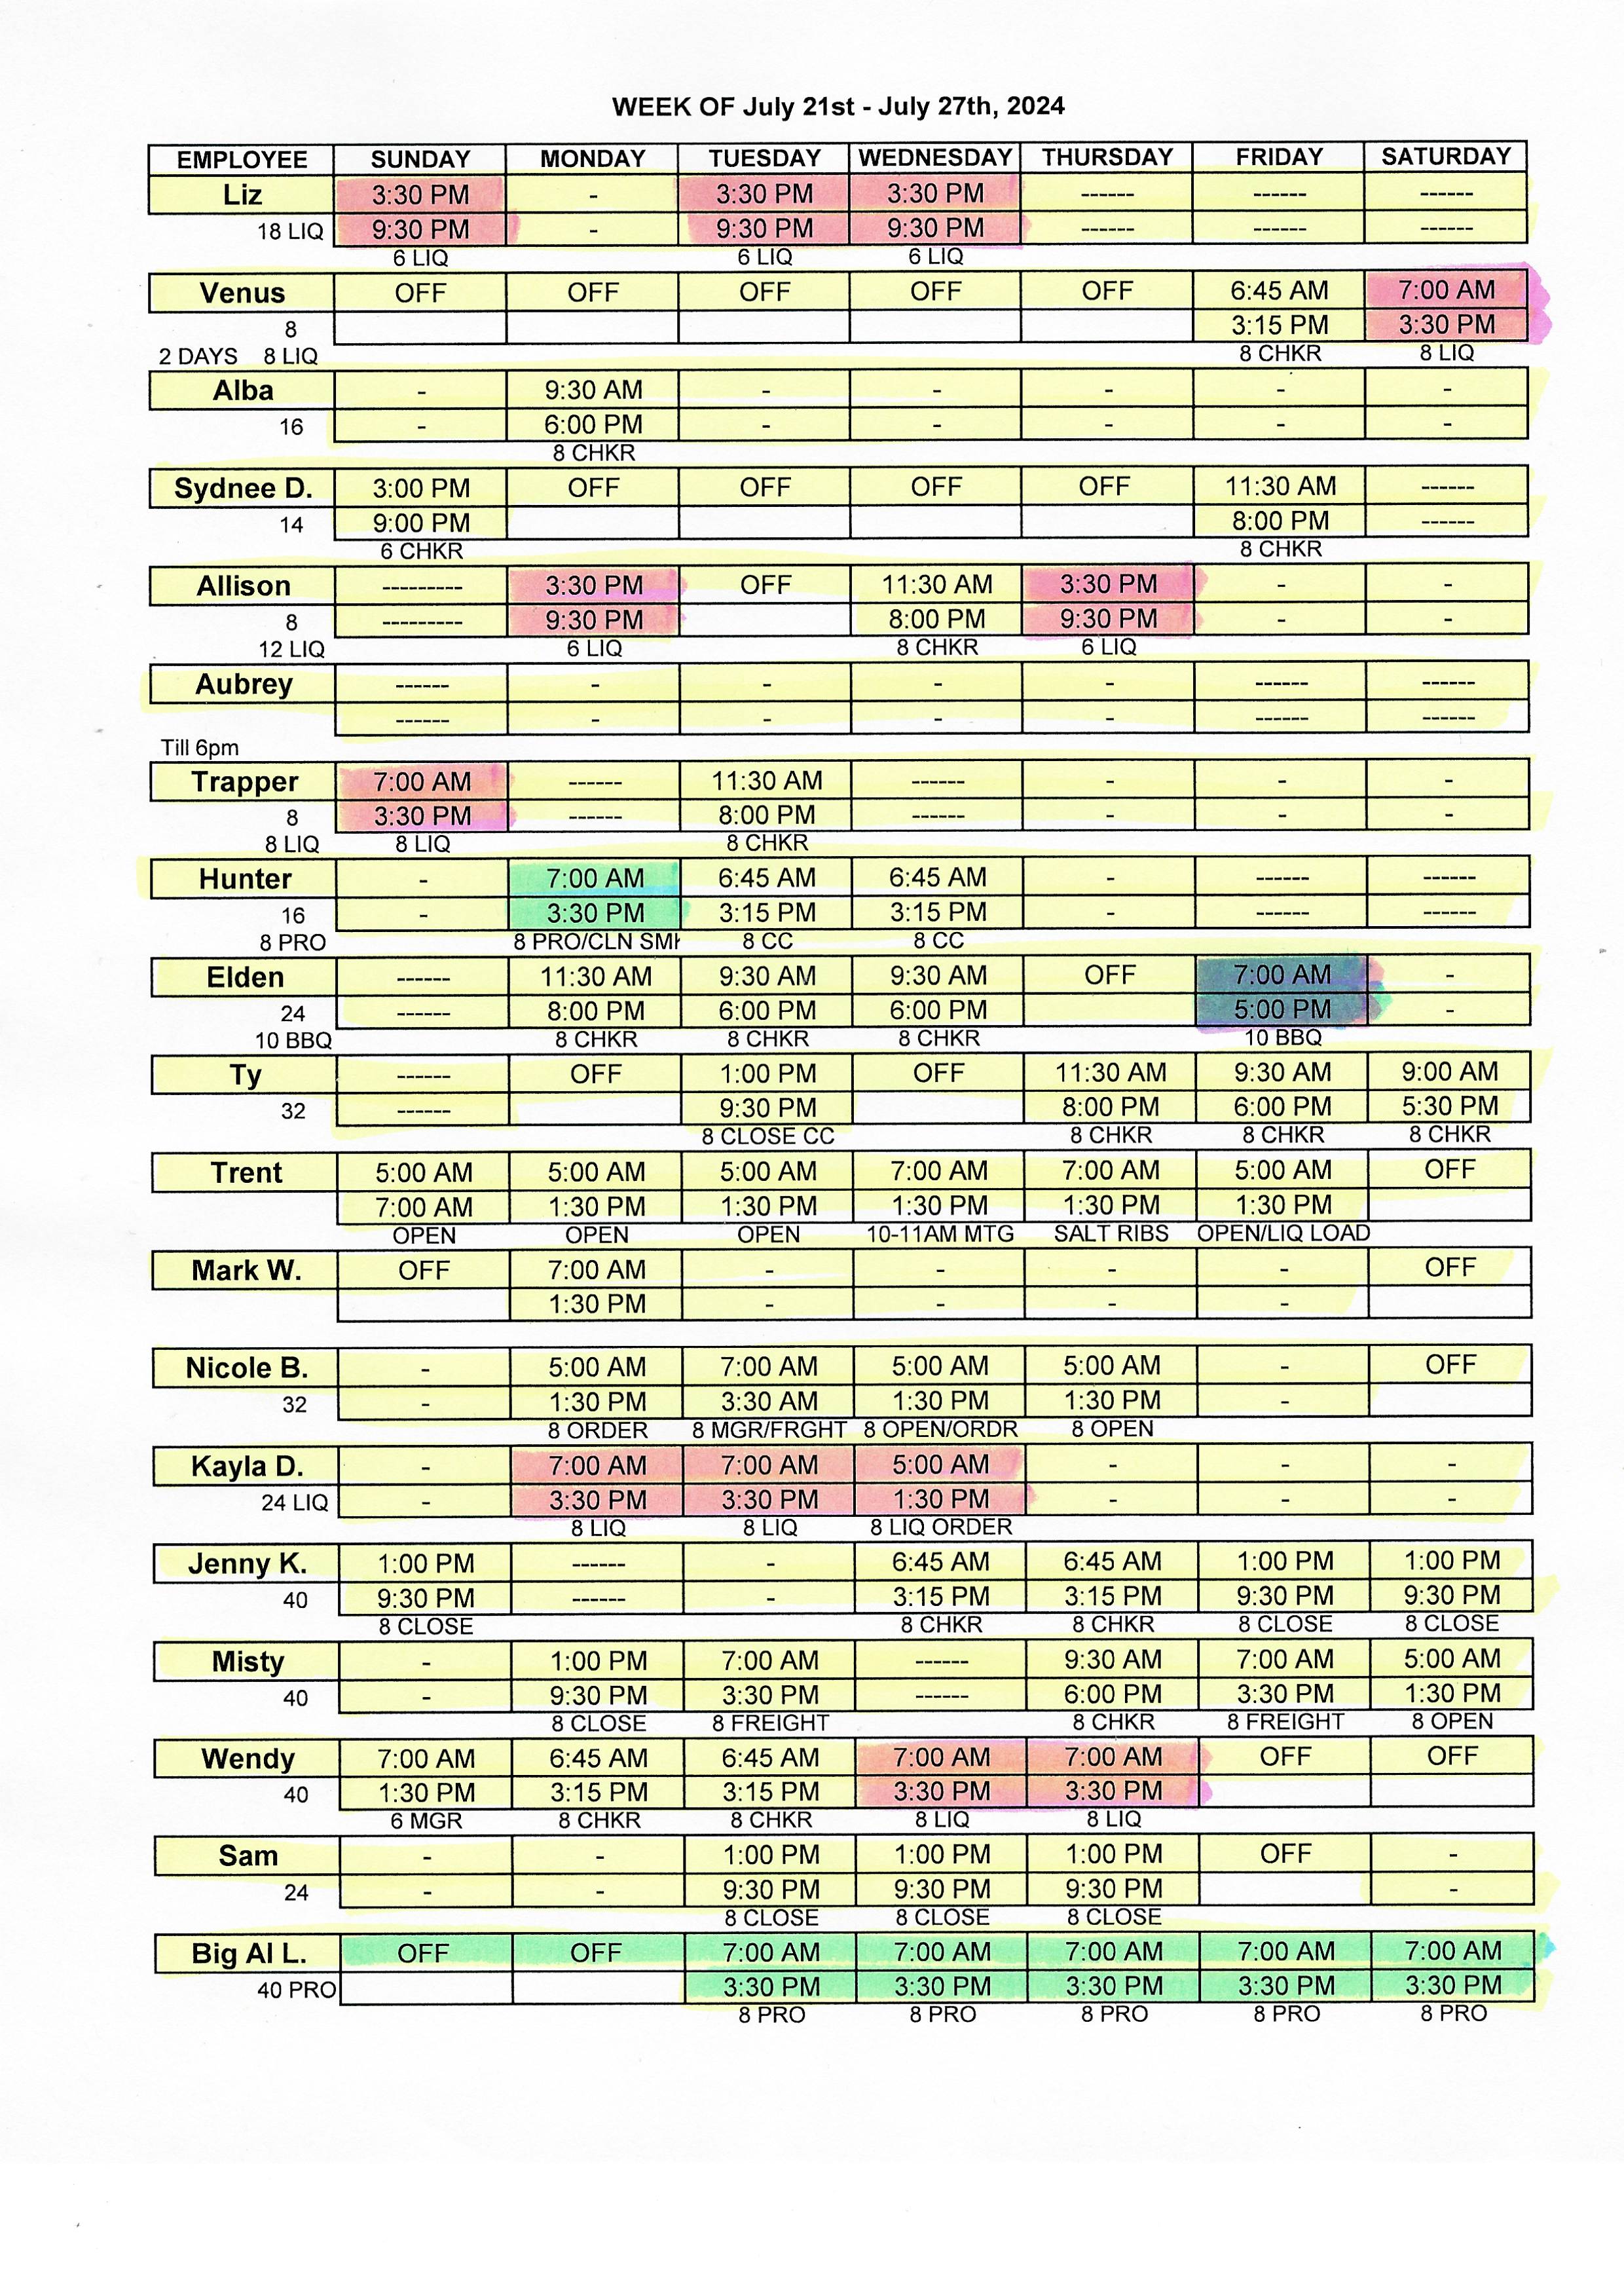 WEEK OF July 21st - July 27th, 2024
EMPLOYEE SUNDAY MONDAY TUESDAY WEDNESDAY THURSDAY FRIDAY SATURDAY
Liz 3:30 PM - 3:30 PM 3:30 PM ------ ------ ------
18 LIQ 9:30 PM - 9:30 PM 9:30 PM ------ ------ ------
6 LIQ 6 LIQ 6 LIQ
Venus OFF OFF OFF OFF OFF 6:45 AM 7:00 AM
8 3:15 PM 3:30 PM
2 DAYS 8 LIQ 8 CHKR 8 LIQ
Alba - 9:30 AM - - - - -
16 - 6:00 PM - - - - -
8 CHKR
Sydnee D. 3:00 PM OFF OFF OFF OFF 11:30 AM ------
14 9:00 PM 8:00 PM ------
6 CHKR 8 CHKR
Allison --------- 3:30 PM OFF 11:30 AM 3:30 PM - -
8 --------- 9:30 PM 8:00 PM 9:30 PM - -
12 LIQ 6 LIQ 8 CHKR 6 LIQ
Aubrey ------ - - - - ------ ------
------ - - - - ------ ------
Till 6pm
Trapper 7:00 AM ------ 11:30 AM ------ - - -
8 3:30 PM ------ 8:00 PM ------ - - -
8 LIQ 8 LIQ 8 CHKR
Hunter - 7:00 AM 6:45 AM 6:45 AM - ------ ------
16 - 3:30 PM 3:15 PM 3:15 PM - ------ ------
8 PRO 8 PRO/CLN SM 8 CC 8 CC
Elden ------ 11:30 AM 9:30 AM 9:30 AM OFF 7:00 AM -
24 ------ 8:00 PM 6:00 PM 6:00 PM 5:00 PM -
10 BBQ 8 CHKR 8 CHKR 8 CHKR 10 BBQ
Ty ------ OFF 1:00 PM OFF 11:30 AM 9:30 AM 9:00 AM
32 ------ 9:30 PM 8:00 PM 6:00 PM 5:30 PM
8 CLOSE CC 8 CHKR 8 CHKR 8 CHKR
Trent 5:00 AM 5:00 AM 5:00 AM 7:00 AM 7:00 AM 5:00 AM OFF
7:00 AM 1:30 PM 1:30 PM 1:30 PM 1:30 PM 1:30 PM
OPEN OPEN OPEN 10-11AM MTG SALT RIBS OPEN/LIQ LOAD
Mark W. OFF 7:00 AM - - - - OFF
1:30 PM - - - -
Nicole B. - 5:00 AM 7:00 AM 5:00 AM 5:00 AM - OFF
32 - 1:30 PM 3:30 AM 1:30 PM 1:30 PM -
8 ORDER 8 MGR/FRGHT 8 OPEN/ORDR 8 OPEN
Kayla D. - 7:00 AM 7:00 AM 5:00 AM - - -
24 LIQ - 3:30 PM 3:30 PM 1:30 PM - - -
8 LIQ 8 LIQ 8 LIQ ORDER
Jenny K. 1:00 PM ------ - 6:45 AM 6:45 AM 1:00 PM 1:00 PM
40 9:30 PM ------ - 3:15 PM 3:15 PM 9:30 PM 9:30 PM
8 CLOSE 8 CHKR 8 CHKR 8 CLOSE 8 CLOSE
Misty - 1:00 PM 7:00 AM ------ 9:30 AM 7:00 AM 5:00 AM
40 - 9:30 PM 3:30 PM ------ 6:00 PM 3:30 PM 1:30 PM
8 CLOSE 8 FREIGHT 8 CHKR 8 FREIGHT 8 OPEN
Wendy 7:00 AM 6:45 AM 6:45 AM 7:00 AM 7:00 AM OFF OFF
40 1:30 PM 3:15 PM 3:15 PM 3:30 PM 3:30 PM
6 MGR 8 CHKR 8 CHKR 8 LIQ 8 LIQ
Sam - - 1:00 PM 1:00 PM 1:00 PM OFF -
24 - - 9:30 PM 9:30 PM 9:30 PM -
8 CLOSE 8 CLOSE 8 CLOSE
Big Al L. OFF OFF 7:00 AM 7:00 AM 7:00 AM 7:00 AM 7:00 AM
40 PRO 3:30 PM 3:30 PM 3:30 PM 3:30 PM 3:30 PM
8 PRO 8 PRO 8 PRO 8 PRO 8 PRO